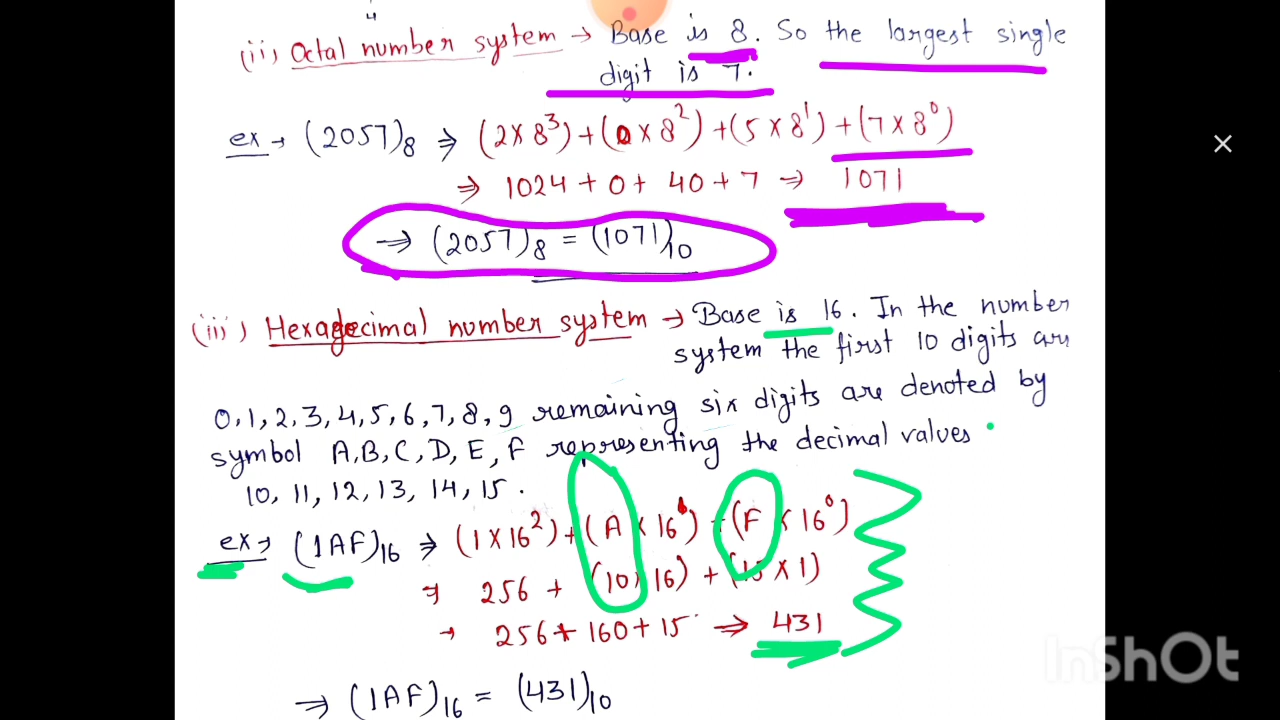 4
(ii) Octal number system → Base is 8. So the largest single
digit is 7.
ex → (2057)₈ ⇒ (2×8³)+(0×8²)+(5×8¹)+(7×8⁰)
⇒ 1024 + 0 + 40 + 7 ⇒ 1071
⇒ (2057)₈ = (1071)₁₀
(iii) Hexadecimal number system → Base is 16. In the number
system the first 10 digits are
0,1,2,3,4,5,6,7,8,9 remaining six digits are denoted by
symbol A,B,C,D,E,F representing the decimal values
10, 11, 12, 13, 14, 15.
ex → (1AF)₁₆ ⇒ (1×16²)+(A×16¹)+(F×16⁰)
⇒ 256 + (10×16) + (15×1)
→ 256+160+15 ⇒ 431
⇒ (1AF)₁₆ = (431)₁₀
×
InShOt